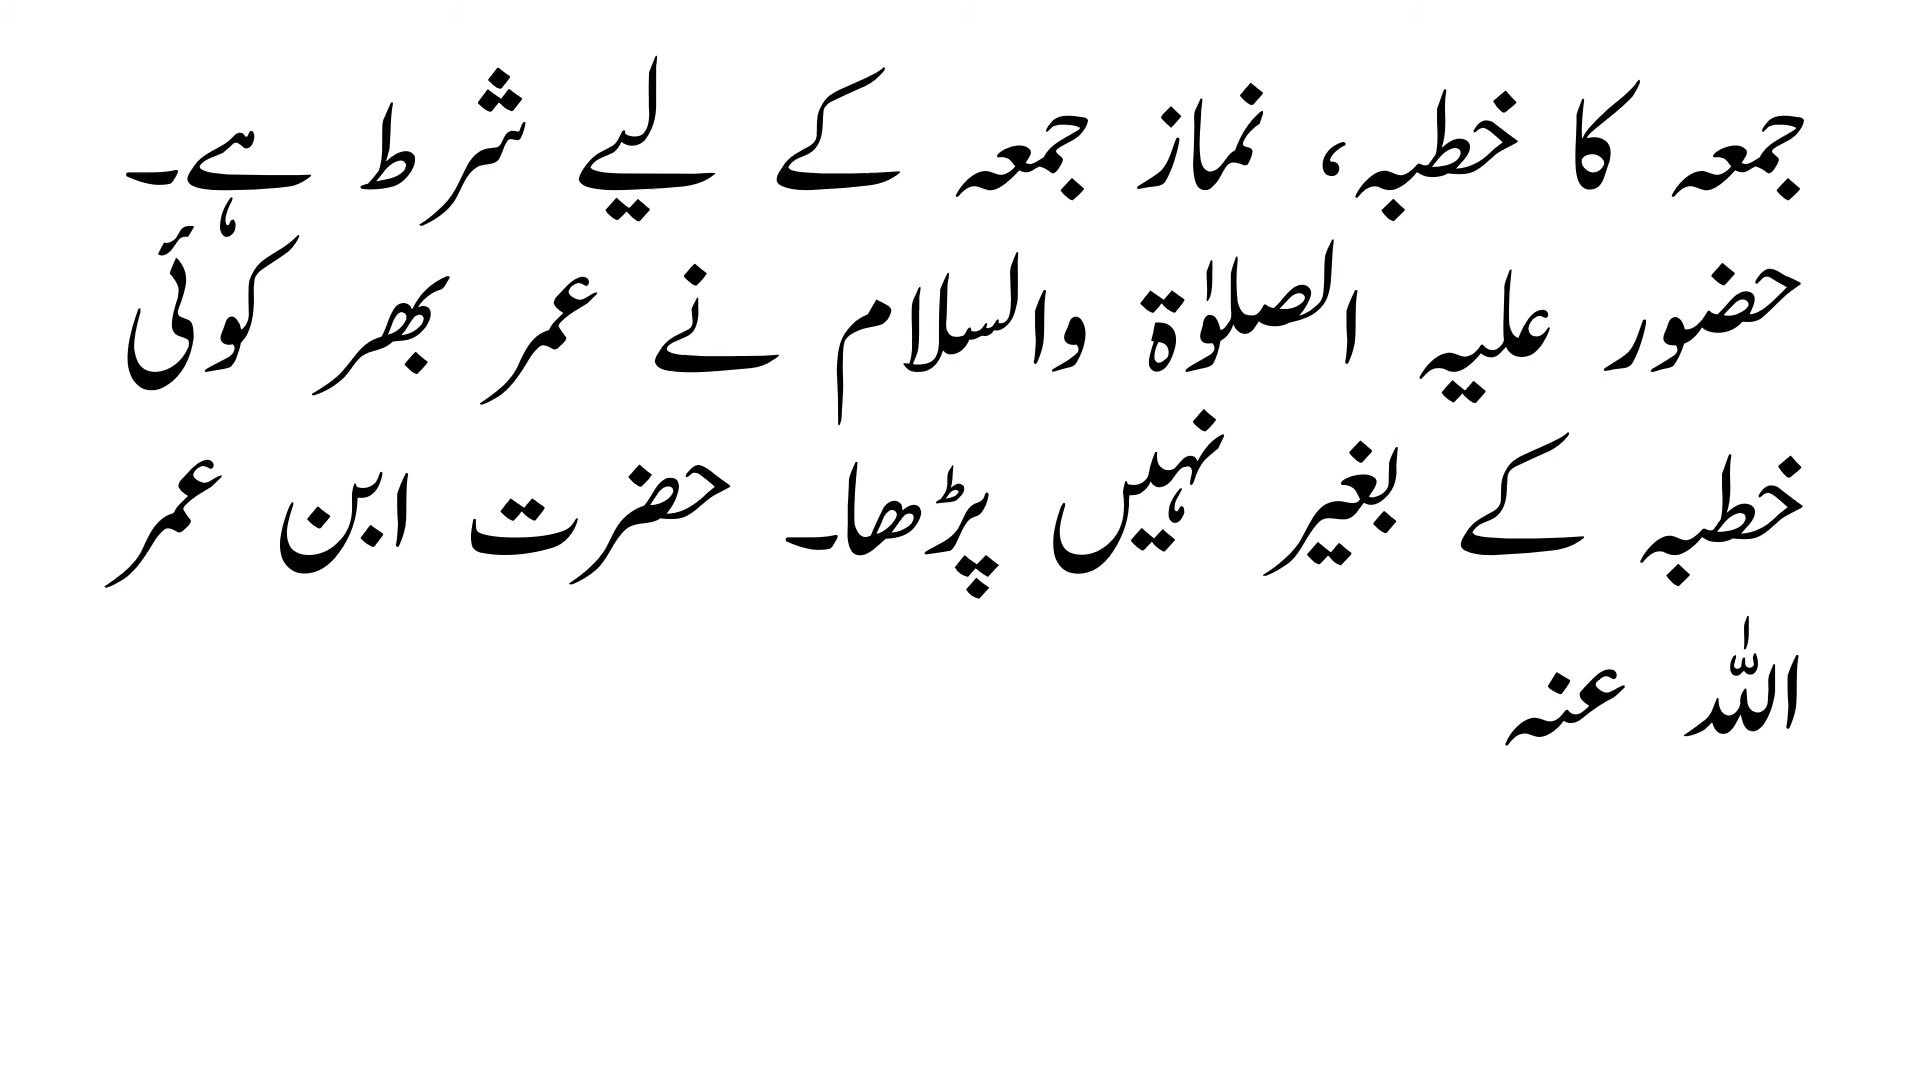 جمعہ کا خطبہ، نماز جمعہ کے لیے شرط ہے۔
حضور علیہ الصلوٰۃ والسلام نے عمر بھر کوئی
خطبہ کے بغیر نہیں پڑھا۔ حضرت ابن عمر
اللہ عنہ